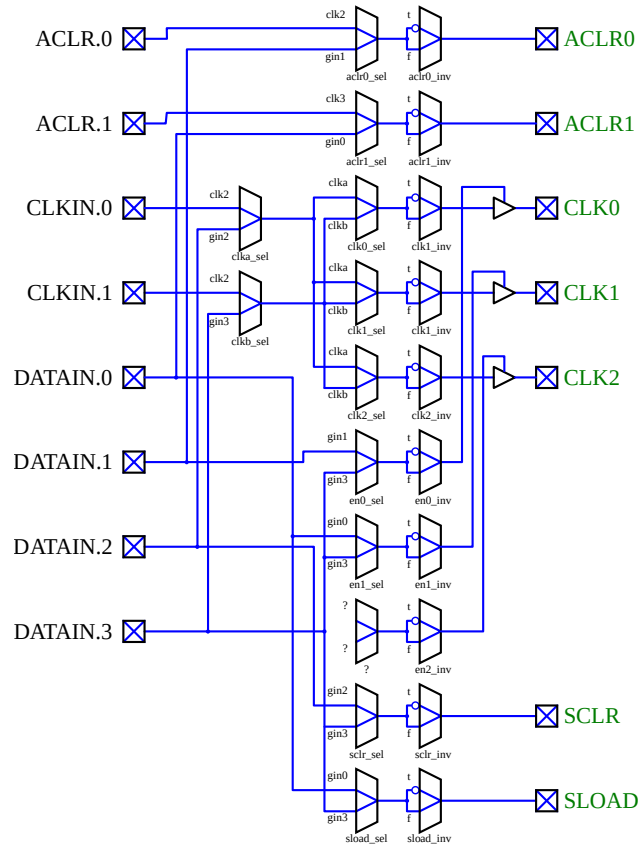 ACLR.0
clk2
gin1
aclr0_sel
t
f
aclr0_inv
ACLR0
ACLR.1
clk3
gin0
aclr1_sel
t
f
aclr1_inv
ACLR1
CLKIN.0
clk2
gin2
clka_sel
clka
clkb
clk0_sel
t
f
clk1_inv
CLK0
CLKIN.1
clk2
gin3
clkb_sel
clka
clkb
clk1_sel
t
f
clk1_inv
CLK1
DATAIN.0
clka
clkb
clk2_sel
t
f
clk2_inv
CLK2
DATAIN.1
gin1
gin3
en0_sel
t
f
en0_inv
DATAIN.2
gin0
gin3
en1_sel
t
f
en1_inv
DATAIN.3
?
?
?
t
f
en2_inv
gin2
gin3
sclr_sel
t
f
sclr_inv
SCLR
gin0
gin3
sload_sel
t
f
sload_inv
SLOAD